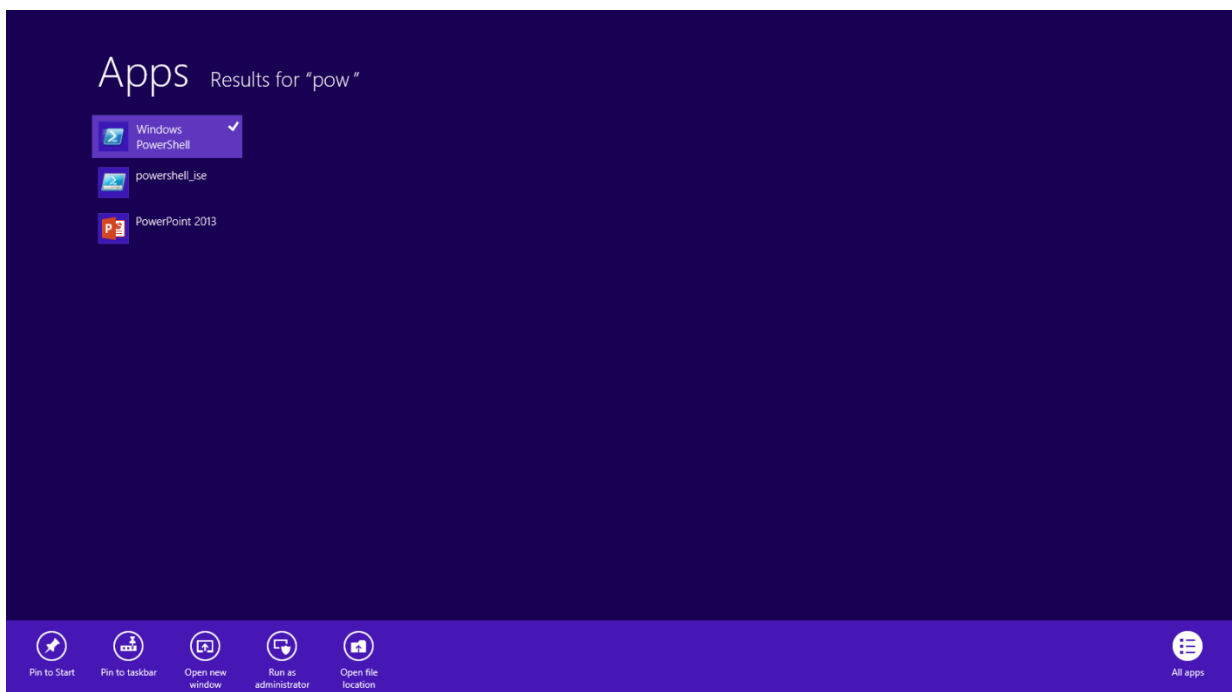 Apps Results for “pow ”
Windows
PowerShell
powershell_ise
PowerPoint 2013
Pin to Start
Pin to taskbar
Open new
window
Run as
administrator
Open file
location
All apps